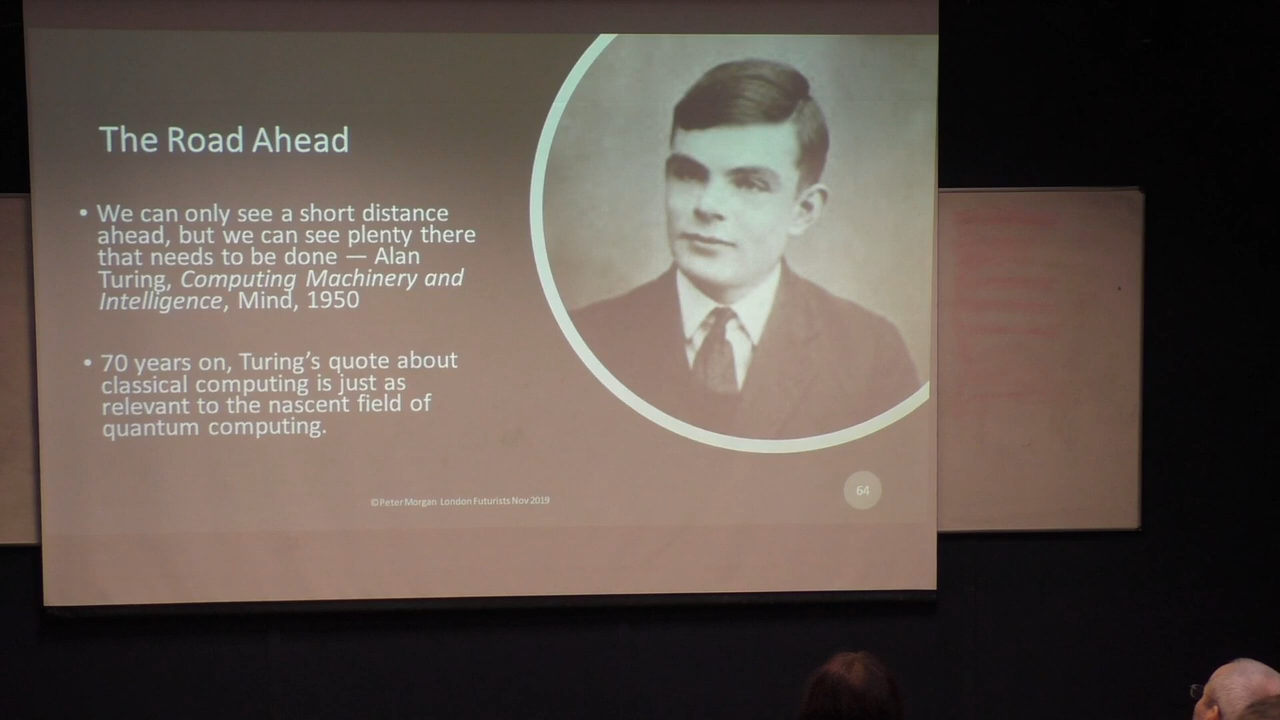 The Road Ahead
• We can only see a short distance
ahead, but we can see plenty there
that needs to be done — Alan
Turing, Computing Machinery and
Intelligence, Mind, 1950
• 70 years on, Turing’s quote about
classical computing is just as
relevant to the nascent field of
quantum computing.
©Peter Morgan London Futurists Nov 2019
64